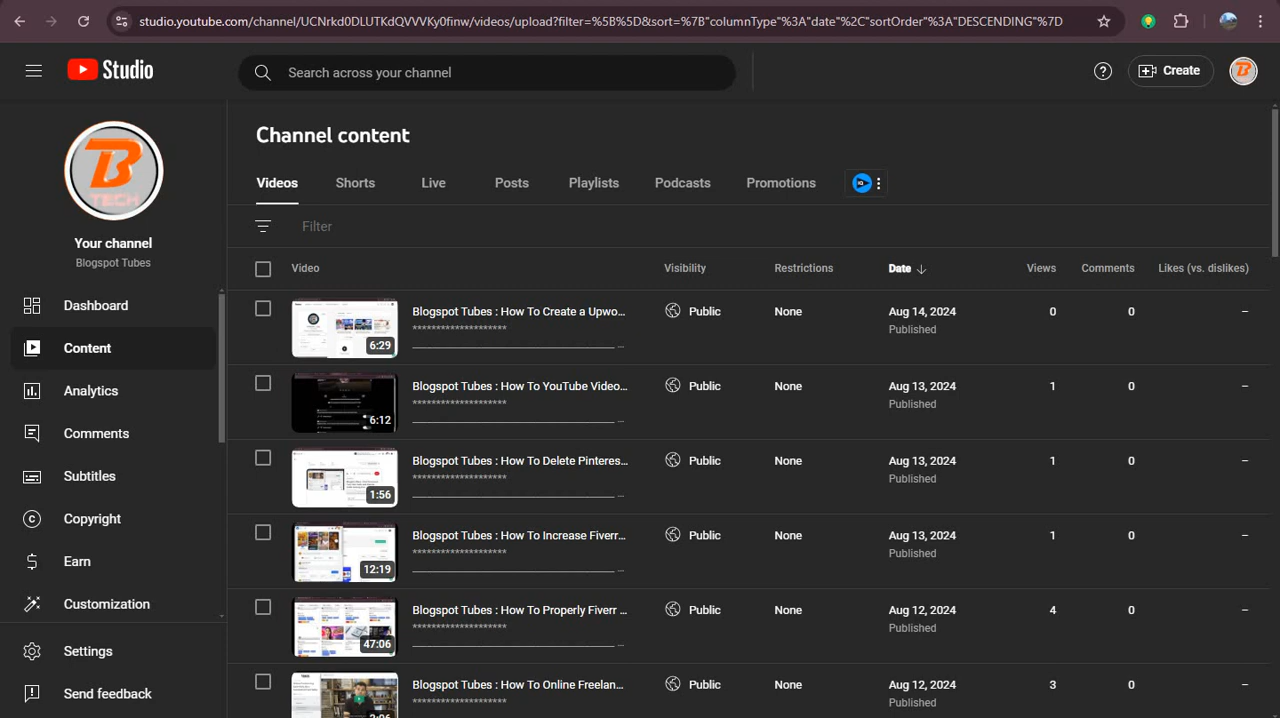 studio.youtube.com/channel/UCNrkd0DLUTKdQVVVKy0finw/videos/upload?filter=%5B%5D&sort=%7B"columnType"%3A"date"%2C"sortOrder"%3A"DESCENDING"%7D
Studio
Search across your channel
?
Create
B
TECH
Your channel
Blogspot Tubes
Dashboard
Content
Analytics
Comments
Subtitles
Copyright
Earn
Customization
Settings
Send feedback
Channel content
Videos Shorts Live Posts Playlists Podcasts Promotions
Filter
Video Visibility Restrictions Date Views Comments Likes (vs. dislikes)
6:29
Blogspot Tubes : How To Create a Upwo... Public None Aug 14, 2024 0 0 –
******************* Published
6:12
Blogspot Tubes : How To YouTube Video... Public None Aug 13, 2024 1 0 –
******************* Published
1:56
Blogspot Tubes : How To Delete Pinteres... Public None Aug 13, 2024 0 0 –
******************* Published
12:19
Blogspot Tubes : How To Increase Fiverr... Public None Aug 13, 2024 1 0 –
******************* Published
47:06
Blogspot Tubes : How To Promote Fiverr ... Public None Aug 12, 2024 0 0 –
******************* Published
Blogspot Tubes : How To Online Earning... Public None Aug 12, 2024 0 0 –
******************* Published